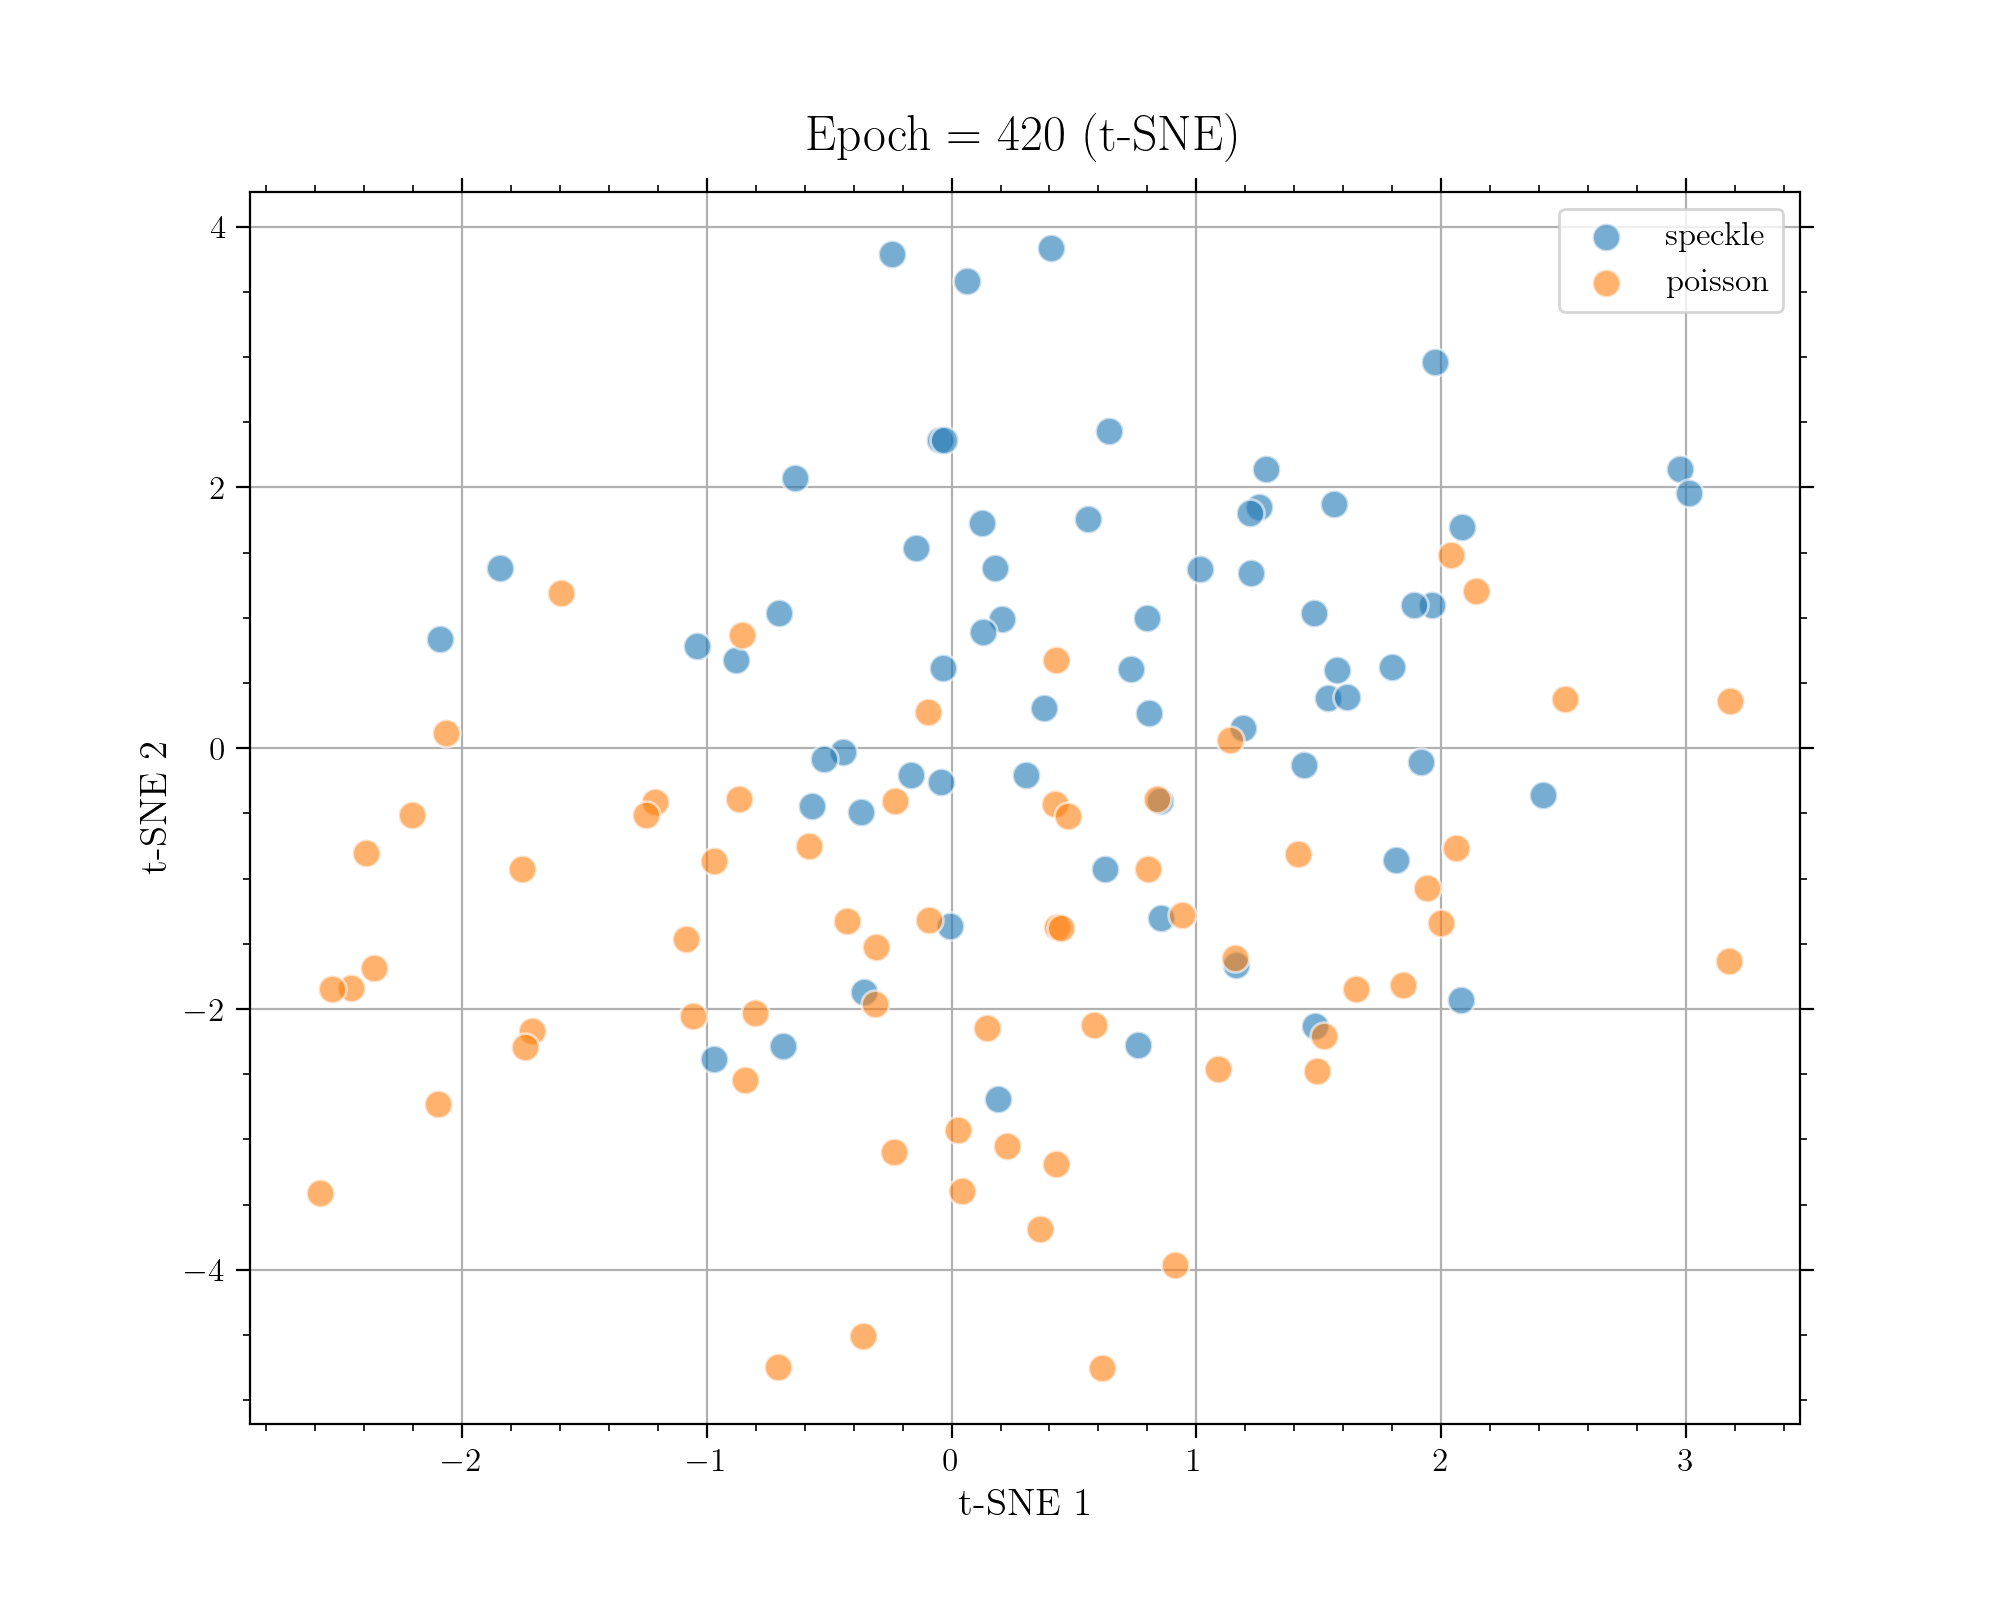 Epoch = 420 (t-SNE)
speckle
poisson
4
2
0
−2
−4
t-SNE 2
−2
−1
0
1
2
3
t-SNE 1